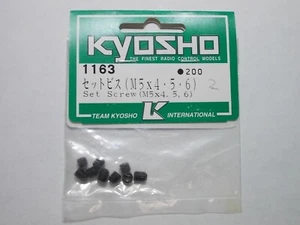 KYOSHO
THE FINEST RADIO CONTROL MODELS
1163 ●200
セットビス(M5x4・5・6) 2
Set Screw(M5x4.5.6)
K
TEAM KYOSHO INTERNATIONAL